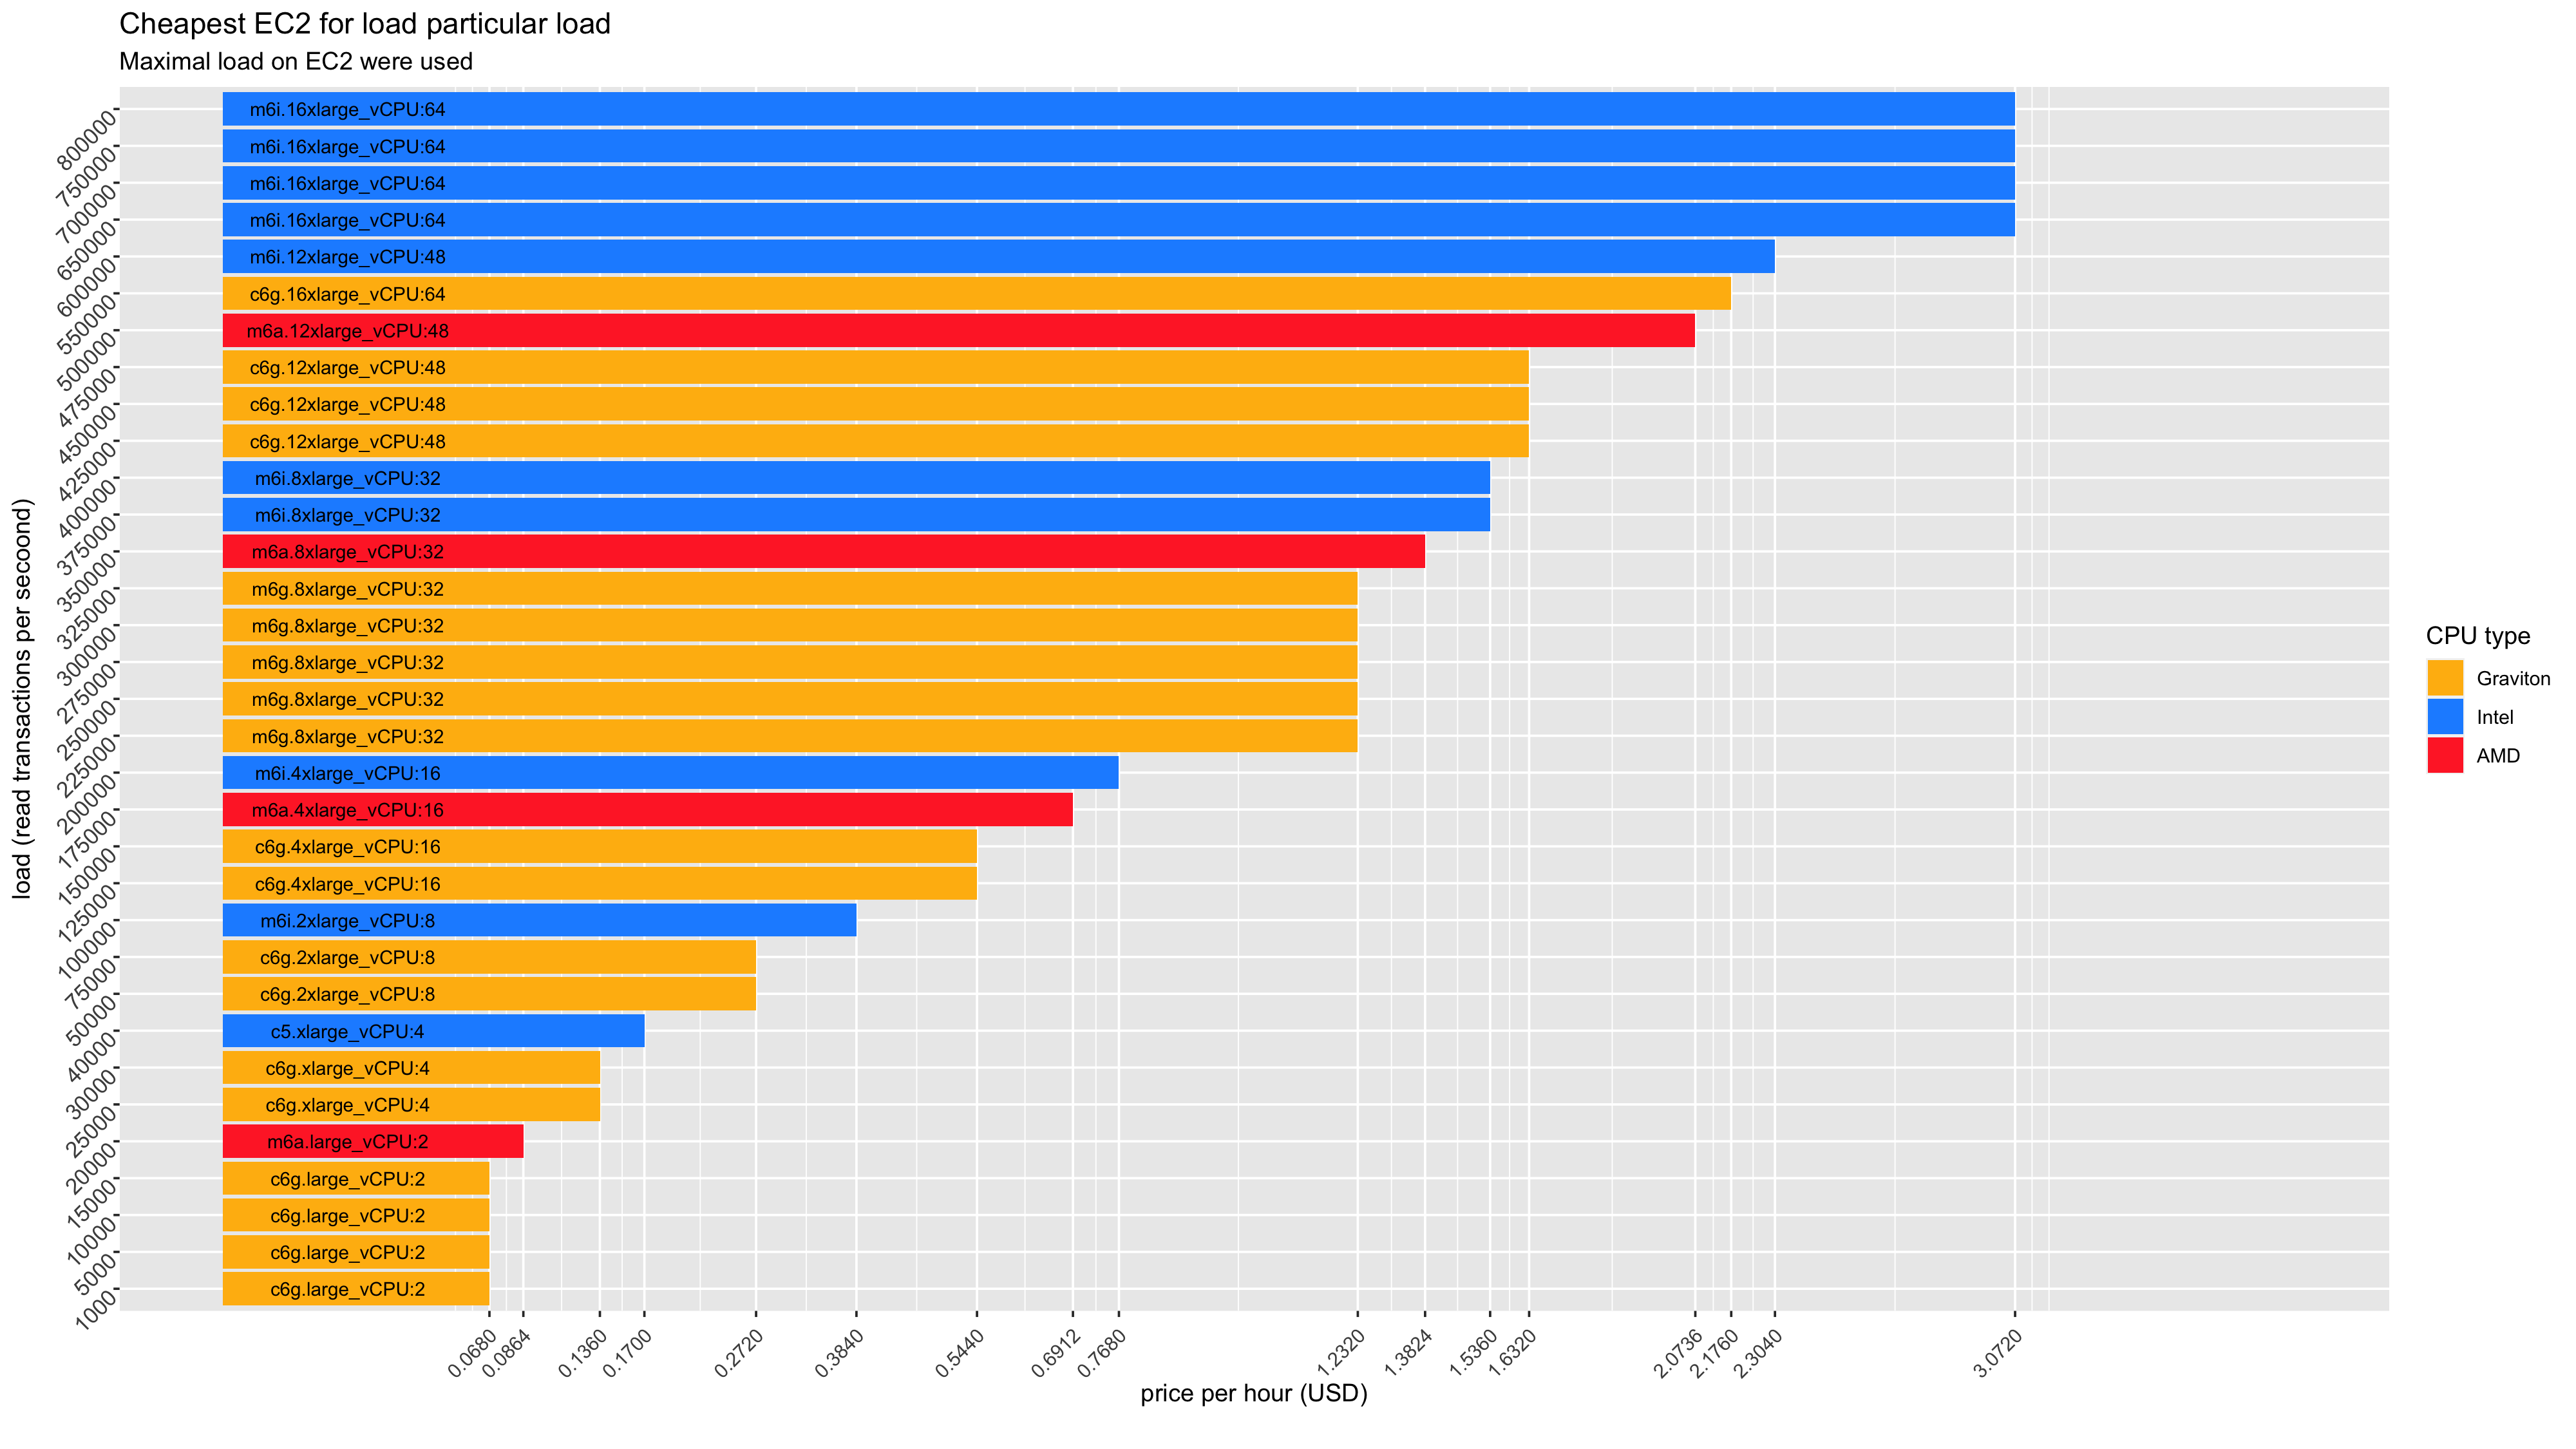 Cheapest EC2 for load particular load
Maximal load on EC2 were used
load (read transactions per secoond)
800000 m6i.16xlarge_vCPU:64
750000 m6i.16xlarge_vCPU:64
700000 m6i.16xlarge_vCPU:64
650000 m6i.16xlarge_vCPU:64
600000 m6i.12xlarge_vCPU:48
550000 c6g.16xlarge_vCPU:64
500000 m6a.12xlarge_vCPU:48
475000 c6g.12xlarge_vCPU:48
450000 c6g.12xlarge_vCPU:48
425000 c6g.12xlarge_vCPU:48
400000 m6i.8xlarge_vCPU:32
375000 m6i.8xlarge_vCPU:32
350000 m6a.8xlarge_vCPU:32
325000 m6g.8xlarge_vCPU:32
300000 m6g.8xlarge_vCPU:32
275000 m6g.8xlarge_vCPU:32
250000 m6g.8xlarge_vCPU:32
225000 m6g.8xlarge_vCPU:32
200000 m6i.4xlarge_vCPU:16
175000 m6a.4xlarge_vCPU:16
150000 c6g.4xlarge_vCPU:16
125000 c6g.4xlarge_vCPU:16
100000 m6i.2xlarge_vCPU:8
75000 c6g.2xlarge_vCPU:8
50000 c6g.2xlarge_vCPU:8
40000 c5.xlarge_vCPU:4
30000 c6g.xlarge_vCPU:4
25000 c6g.xlarge_vCPU:4
20000 m6a.large_vCPU:2
15000 c6g.large_vCPU:2
10000 c6g.large_vCPU:2
5000 c6g.large_vCPU:2
1000 c6g.large_vCPU:2
0.0680 0.0864 0.1360 0.1700 0.2720 0.3840 0.5440 0.6912 0.7680 1.2320 1.3824 1.5360 1.6320 2.0736 2.1760 2.3040 3.0720
price per hour (USD)
CPU type
Graviton
Intel
AMD